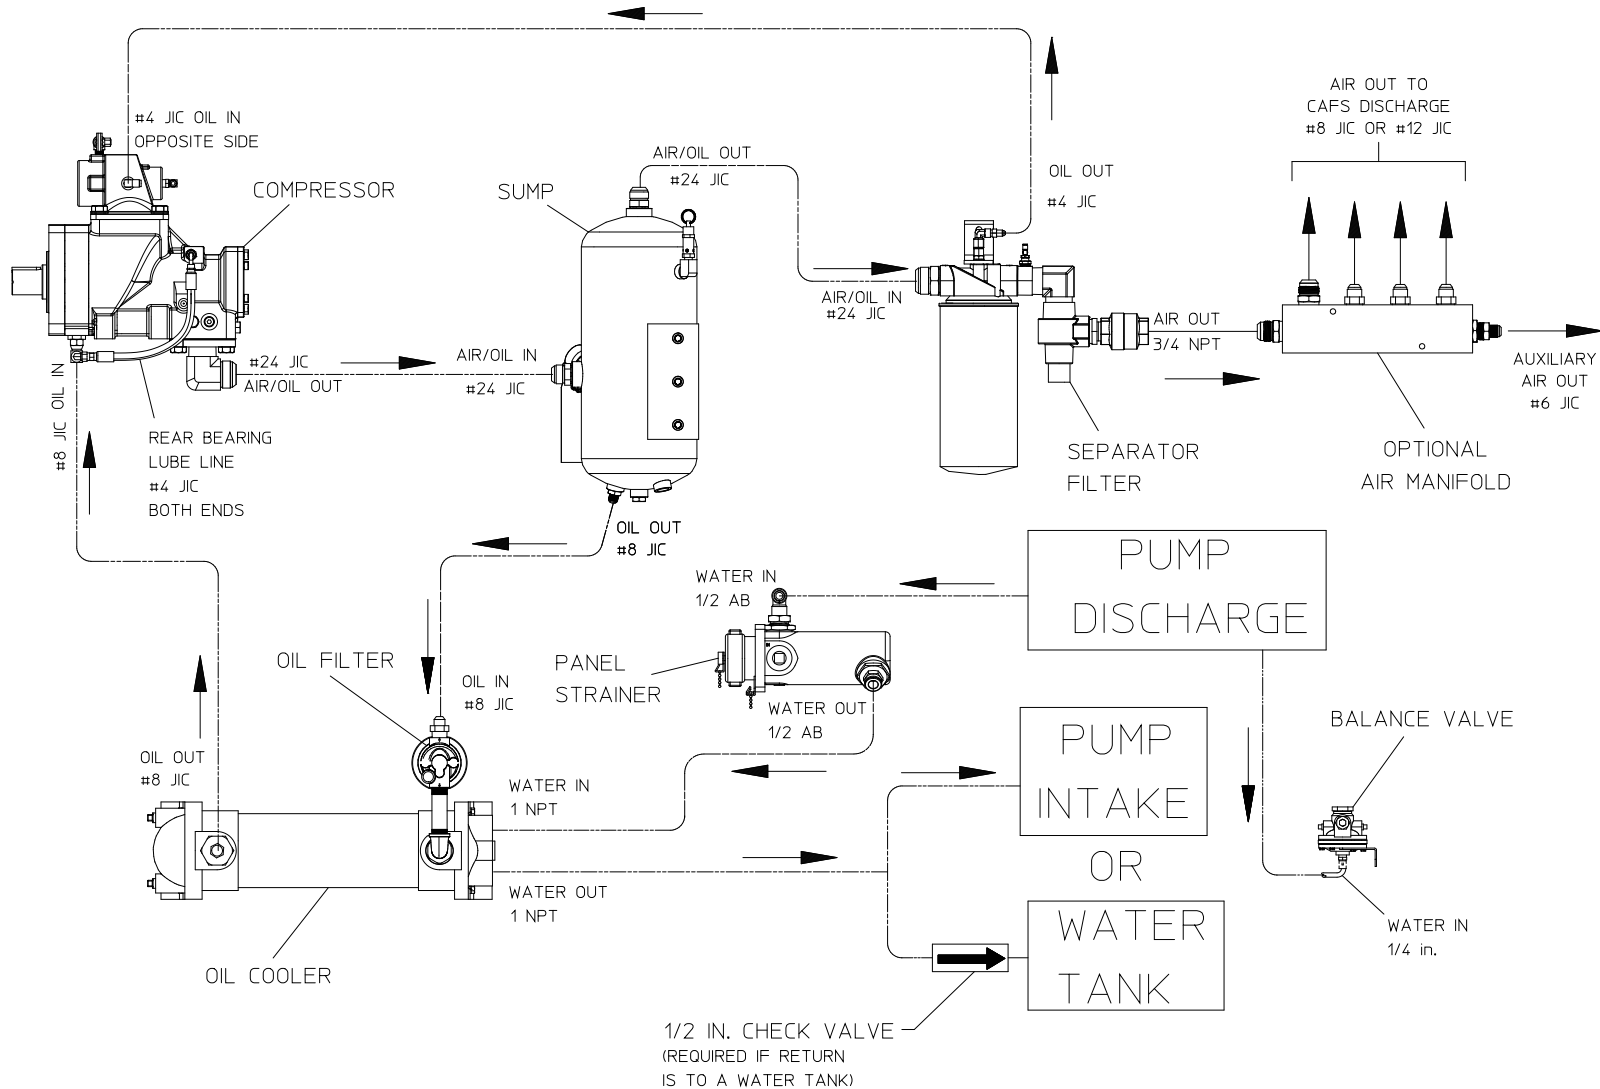 AIR OUT TO
CAFS DISCHARGE
#8 JIC OR #12 JIC
#4 JIC OIL IN
OPPOSITE SIDE
COMPRESSOR
SUMP
AIR/OIL OUT
#24 JIC
OIL OUT
#4 JIC
AIR/OIL IN
#24 JIC
AIR OUT
3/4 NPT
AUXILIARY
AIR OUT
#6 JIC
#24 JIC
AIR/OIL OUT
AIR/OIL IN
#24 JIC
#8 JIC OIL IN
REAR BEARING
LUBE LINE
#4 JIC
BOTH ENDS
SEPARATOR
FILTER
OPTIONAL
AIR MANIFOLD
OIL OUT
#8 JIC
WATER IN
1/2 AB
PUMP
DISCHARGE
OIL FILTER
OIL IN
#8 JIC
PANEL
STRAINER
WATER OUT
1/2 AB
PUMP
INTAKE
OR
WATER
TANK
BALANCE VALVE
OIL OUT
#8 JIC
WATER IN
1 NPT
WATER OUT
1 NPT
WATER IN
1/4 in.
OIL COOLER
1/2 IN. CHECK VALVE
(REQUIRED IF RETURN
IS TO A WATER TANK)